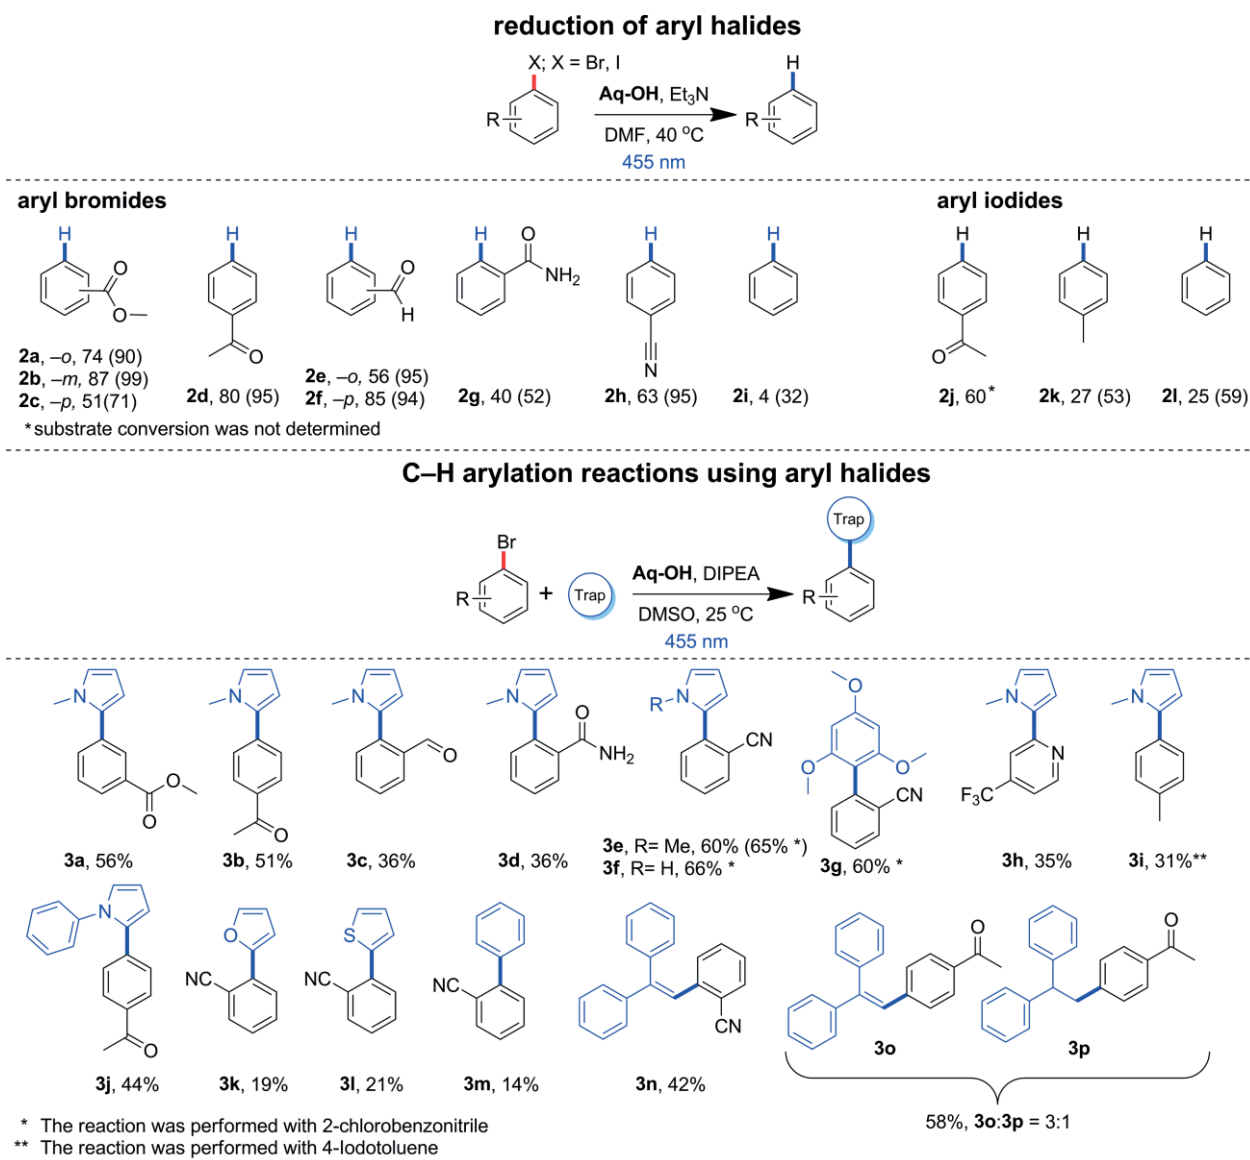 reduction of aryl halides
X; X = Br, I
H
Aq-OH, Et3N
R
R
DMF, 40 °C
455 nm
aryl bromides
aryl iodides
H
H
H
H
O
H
H
H
H
H
O
O
O
H
NH2
O
N
O
2a, –o, 74 (90)
2b, –m, 87 (99)
2c, –p, 51(71)
2d, 80 (95)
2e, –o, 56 (95)
2f, –p, 85 (94)
2g, 40 (52)
2h, 63 (95)
2i, 4 (32)
2j, 60*
2k, 27 (53)
2l, 25 (59)
*substrate conversion was not determined
C–H arylation reactions using aryl halides
Trap
Br
Aq-OH, DIPEA
R
+
Trap
R
DMSO, 25 °C
455 nm
N
N
N
N
O
NH2
R
N
CN
O
O
O
CN
N
N
F3C
N
O
O
O
O
3a, 56%
3b, 51%
3c, 36%
3d, 36%
3e, R= Me, 60% (65% *)
3f, R= H, 66% *
3g, 60% *
3h, 35%
3i, 31%**
N
O
O
NC
S
NC
NC
CN
O
O
3o
3p
3j, 44%
3k, 19%
3l, 21%
3m, 14%
3n, 42%
58%, 3o:3p = 3:1
* The reaction was performed with 2-chlorobenzonitrile
** The reaction was performed with 4-Iodotoluene